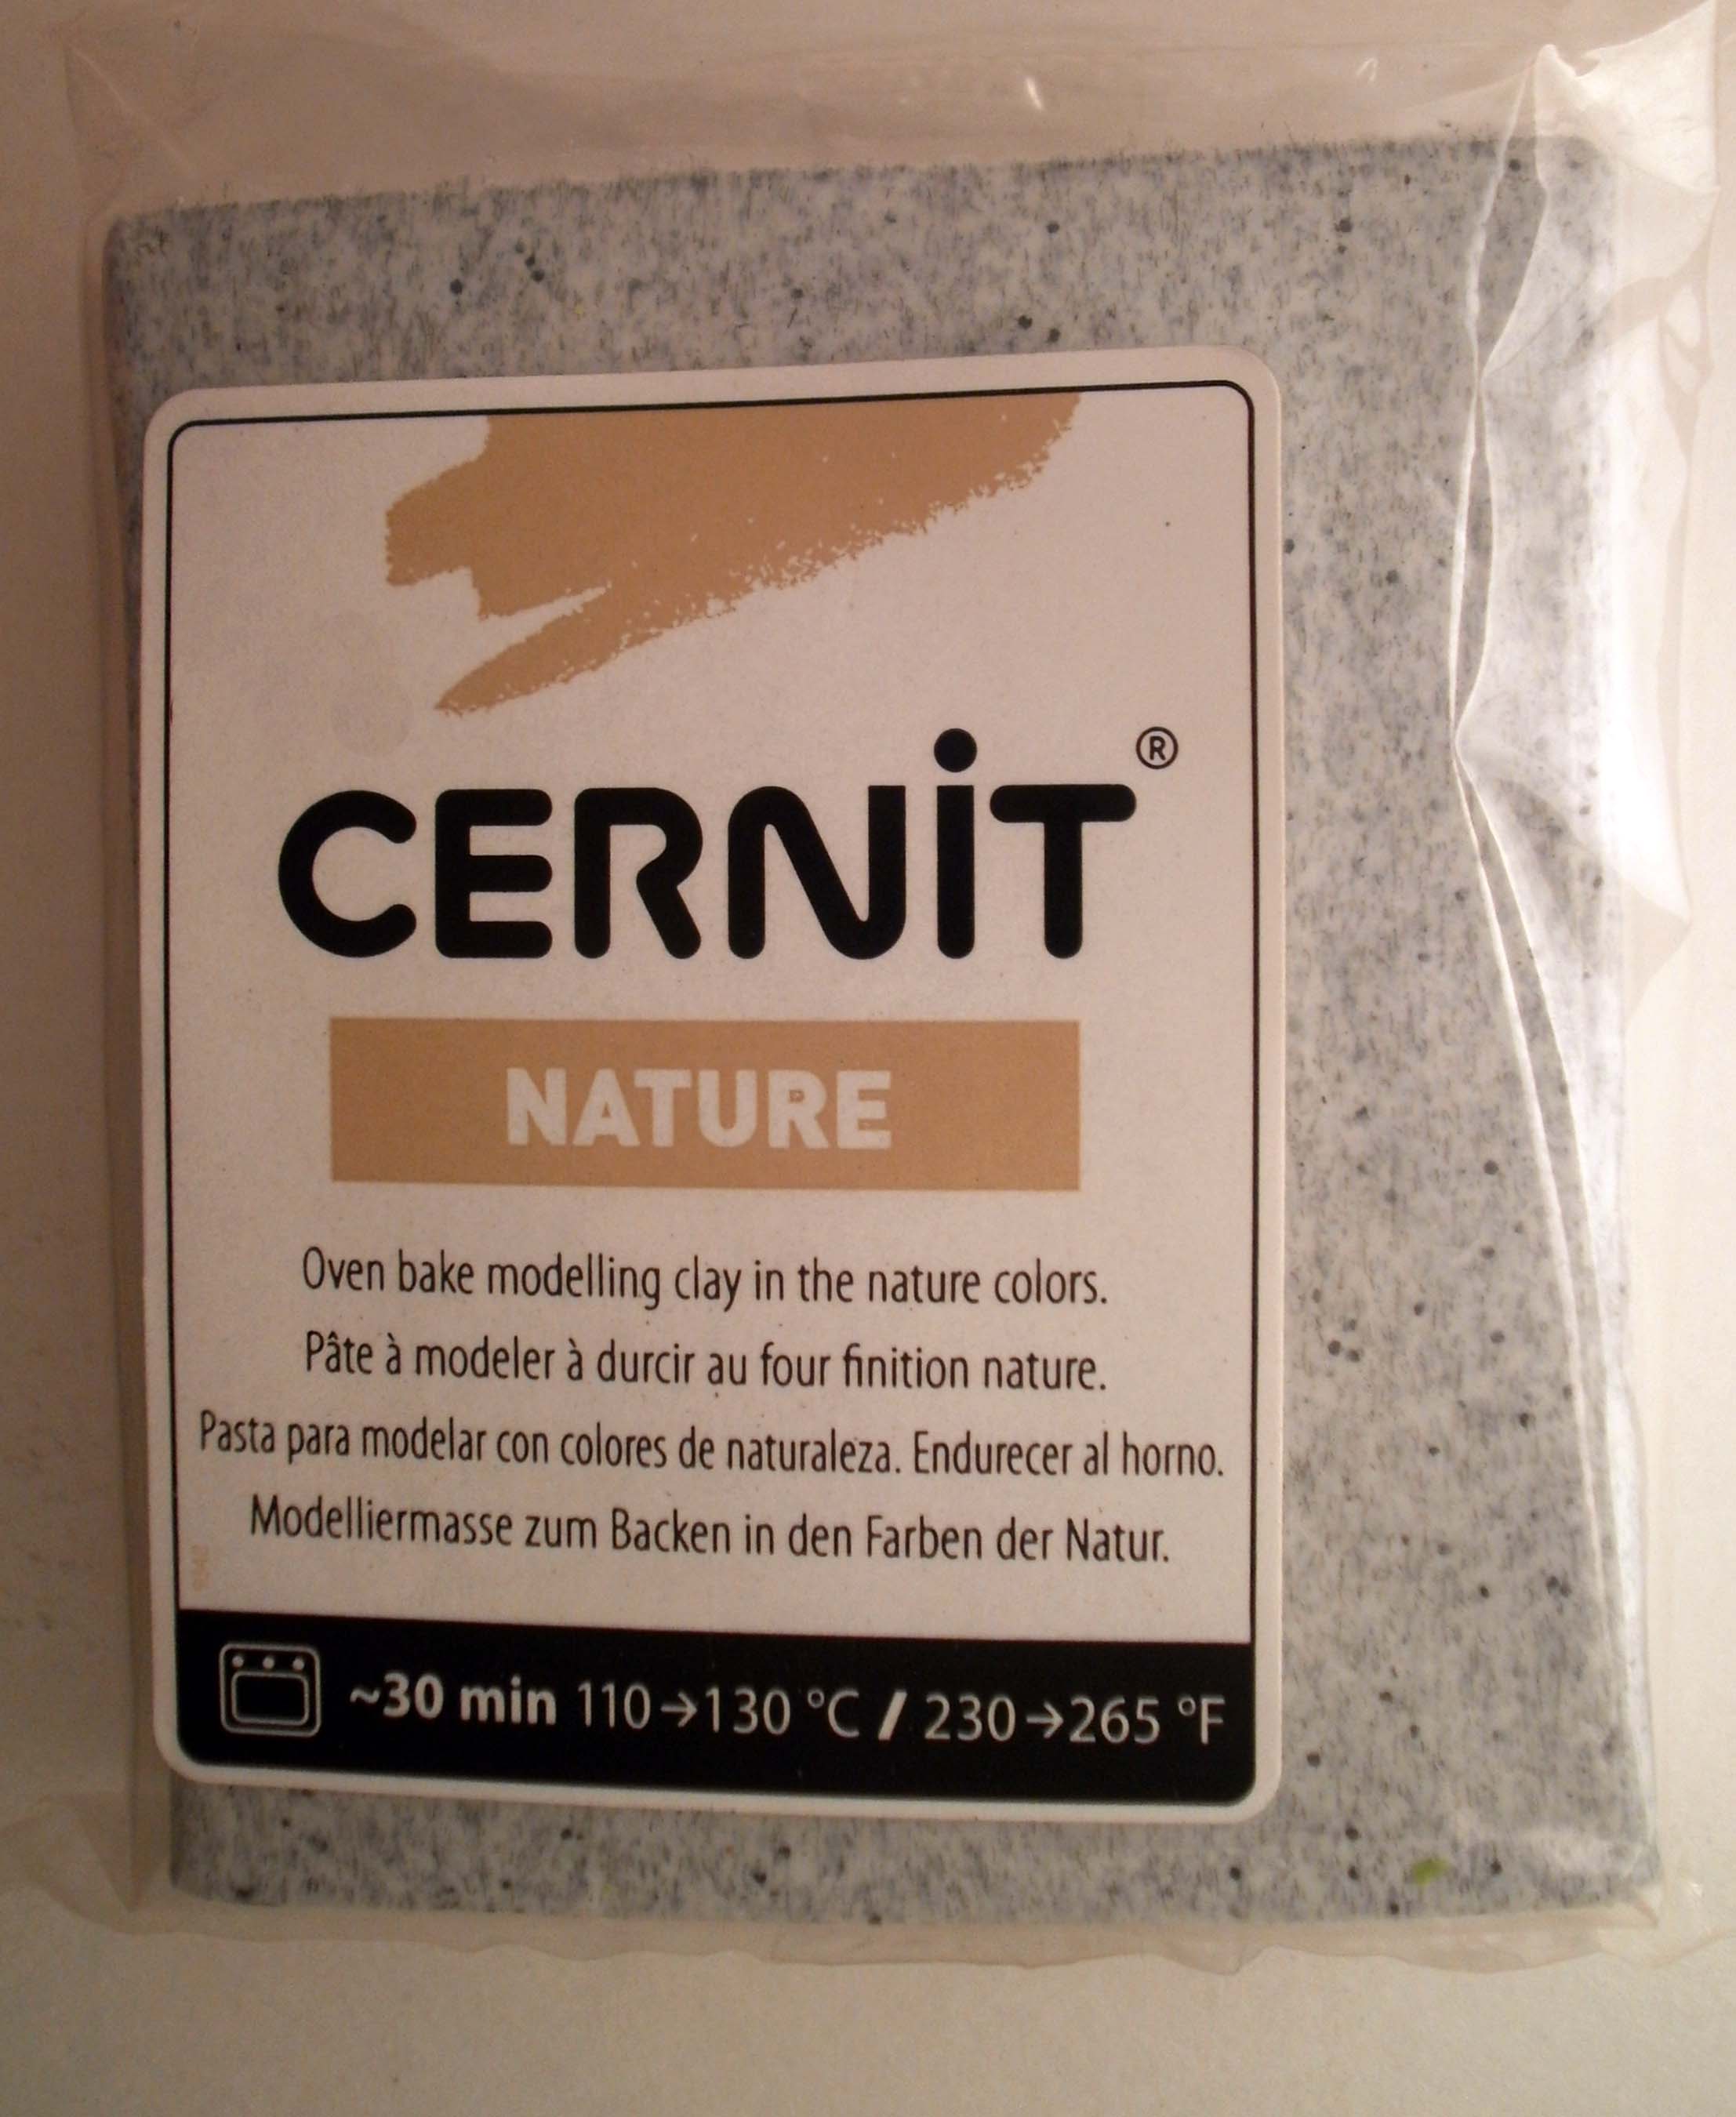 CERNiT®
NATURE
Oven bake modelling clay in the nature colors.
Pâte à modeler à durcir au four finition nature.
Pasta para modelar con colores de naturaleza. Endurecer al horno.
Modelliermasse zum Backen in den Farben der Natur.
~30 min 110→130 °C / 230→265 °F